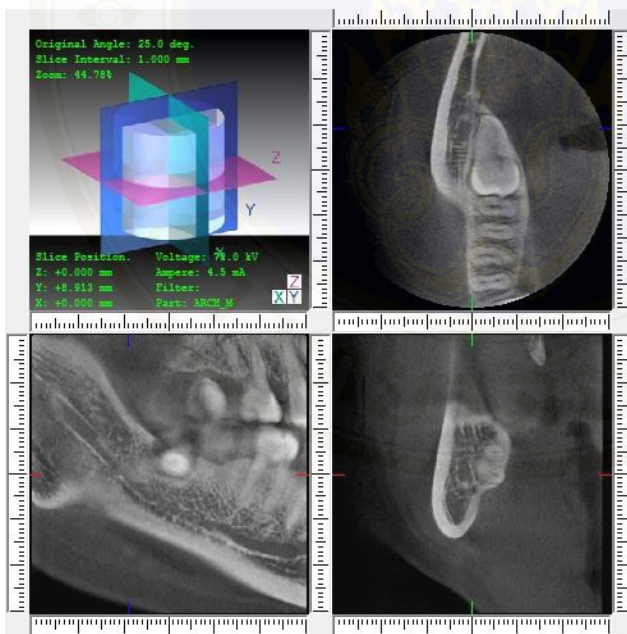 Original Angle: 25.0 deg.
Slice Interval: 1.000 mm
Zoom: 44.78%
Z
Y
X
Slice Position. Voltage: 78.0 kV
Z: +0.000 mm Ampere: 4.5 mA
Y: +8.913 mm Filter:
X: +0.000 mm Part: ARCH_M
Z
X Y